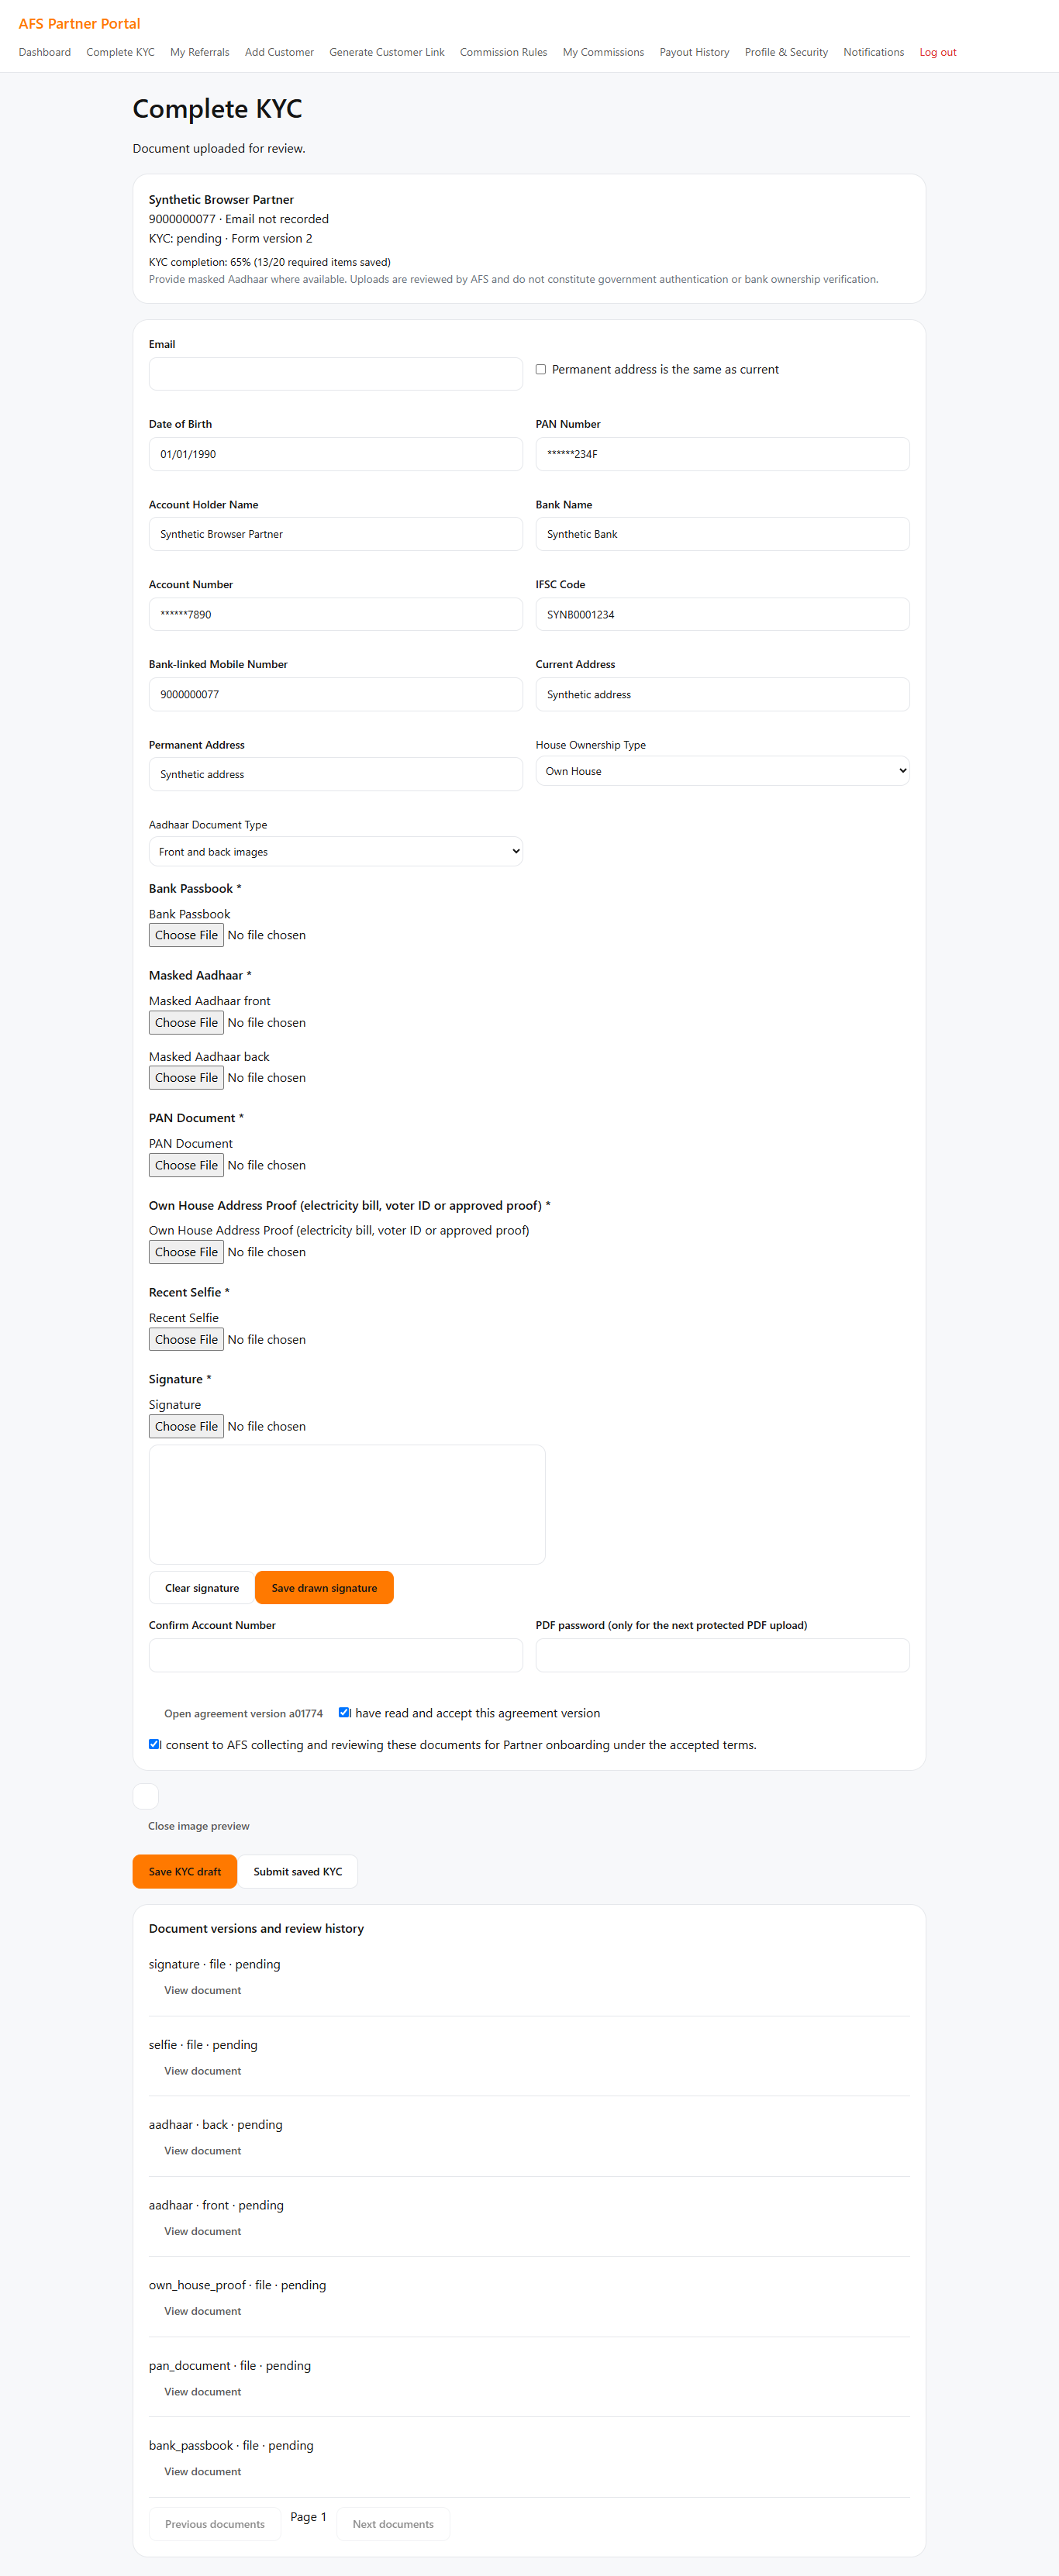 AFS Partner Portal
Dashboard Complete KYC My Referrals Add Customer Generate Customer Link Commission Rules My Commissions Payout History Profile & Security Notifications Log out
Complete KYC
Document uploaded for review.
Synthetic Browser Partner
9000000077 · Email not recorded
KYC: pending · Form version 2
KYC completion: 65% (13/20 required items saved)
Provide masked Aadhaar where available. Uploads are reviewed by AFS and do not constitute government authentication or bank ownership verification.
Email
Permanent address is the same as current
Date of Birth PAN Number
01/01/1990 ******234F
Account Holder Name Bank Name
Synthetic Browser Partner Synthetic Bank
Account Number IFSC Code
******7890 SYNB0001234
Bank-linked Mobile Number Current Address
9000000077 Synthetic address
Permanent Address House Ownership Type
Synthetic address Own House
Aadhaar Document Type
Front and back images
Bank Passbook *
Bank Passbook
Choose File No file chosen
Masked Aadhaar *
Masked Aadhaar front
Choose File No file chosen
Masked Aadhaar back
Choose File No file chosen
PAN Document *
PAN Document
Choose File No file chosen
Own House Address Proof (electricity bill, voter ID or approved proof) *
Own House Address Proof (electricity bill, voter ID or approved proof)
Choose File No file chosen
Recent Selfie *
Recent Selfie
Choose File No file chosen
Signature *
Signature
Choose File No file chosen
Clear signature Save drawn signature
Confirm Account Number PDF password (only for the next protected PDF upload)
Open agreement version a01774 I have read and accept this agreement version
I consent to AFS collecting and reviewing these documents for Partner onboarding under the accepted terms.
Close image preview
Save KYC draft Submit saved KYC
Document versions and review history
signature · file · pending
View document
selfie · file · pending
View document
aadhaar · back · pending
View document
aadhaar · front · pending
View document
own_house_proof · file · pending
View document
pan_document · file · pending
View document
bank_passbook · file · pending
View document
Previous documents Page 1 Next documents